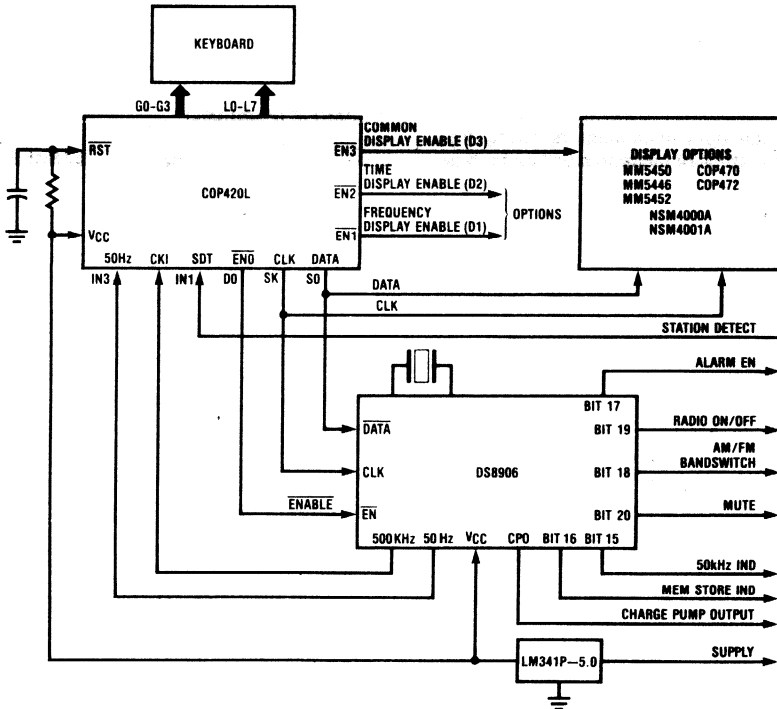 KEYBOARD
G0-G3 L0-L7
RST
COP420L
VCC
COMMON
DISPLAY ENABLE (D3)
EN3
TIME
DISPLAY ENABLE (D2)
EN2
OPTIONS
FREQUENCY
DISPLAY ENABLE (D1)
EN1
50Hz CKI SDT EN0 CLK DATA
IN3 IN1 D0 SK S0
DISPLAY OPTIONS
MM5450 COP470
MM5446 COP472
MM5452
NSM4000A
NSM4001A
DATA
CLK
STATION DETECT
ALARM EN
BIT 17
DATA
BIT 19
RADIO ON/OFF
AM/FM
BANDSWITCH
CLK
DS8906
BIT 18
ENABLE
EN
BIT 20
MUTE
500 KHz 50 Hz VCC CPO BIT 16 BIT 15
50kHz IND
MEM STORE IND
CHARGE PUMP OUTPUT
LM341P—5.0
SUPPLY